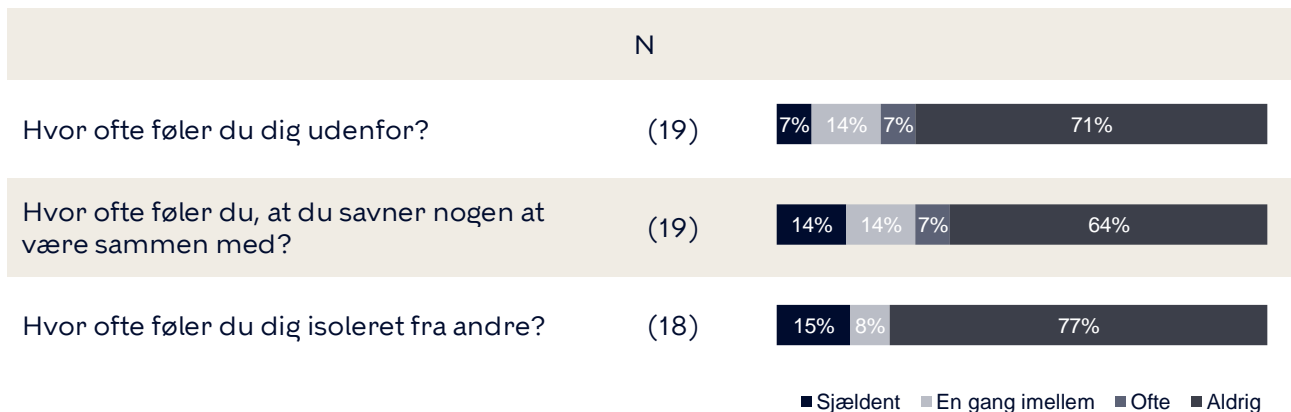 N
Hvor ofte føler du dig udenfor? (19) 7% 14% 7% 71%
Hvor ofte føler du, at du savner nogen at
være sammen med? (19) 14% 14% 7% 64%
Hvor ofte føler du dig isoleret fra andre? (18) 15% 8% 77%
Sjældent En gang imellem Ofte Aldrig